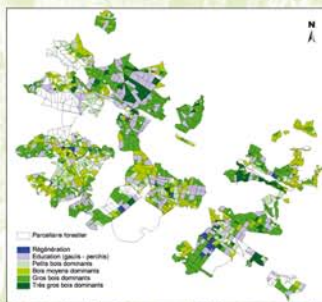 N
Parcellaire forestier
Régénération
Education (gaulis - perchis)
Petits bois dominants
Bois moyens dominants
Gros bois dominants
Très gros bois dominants